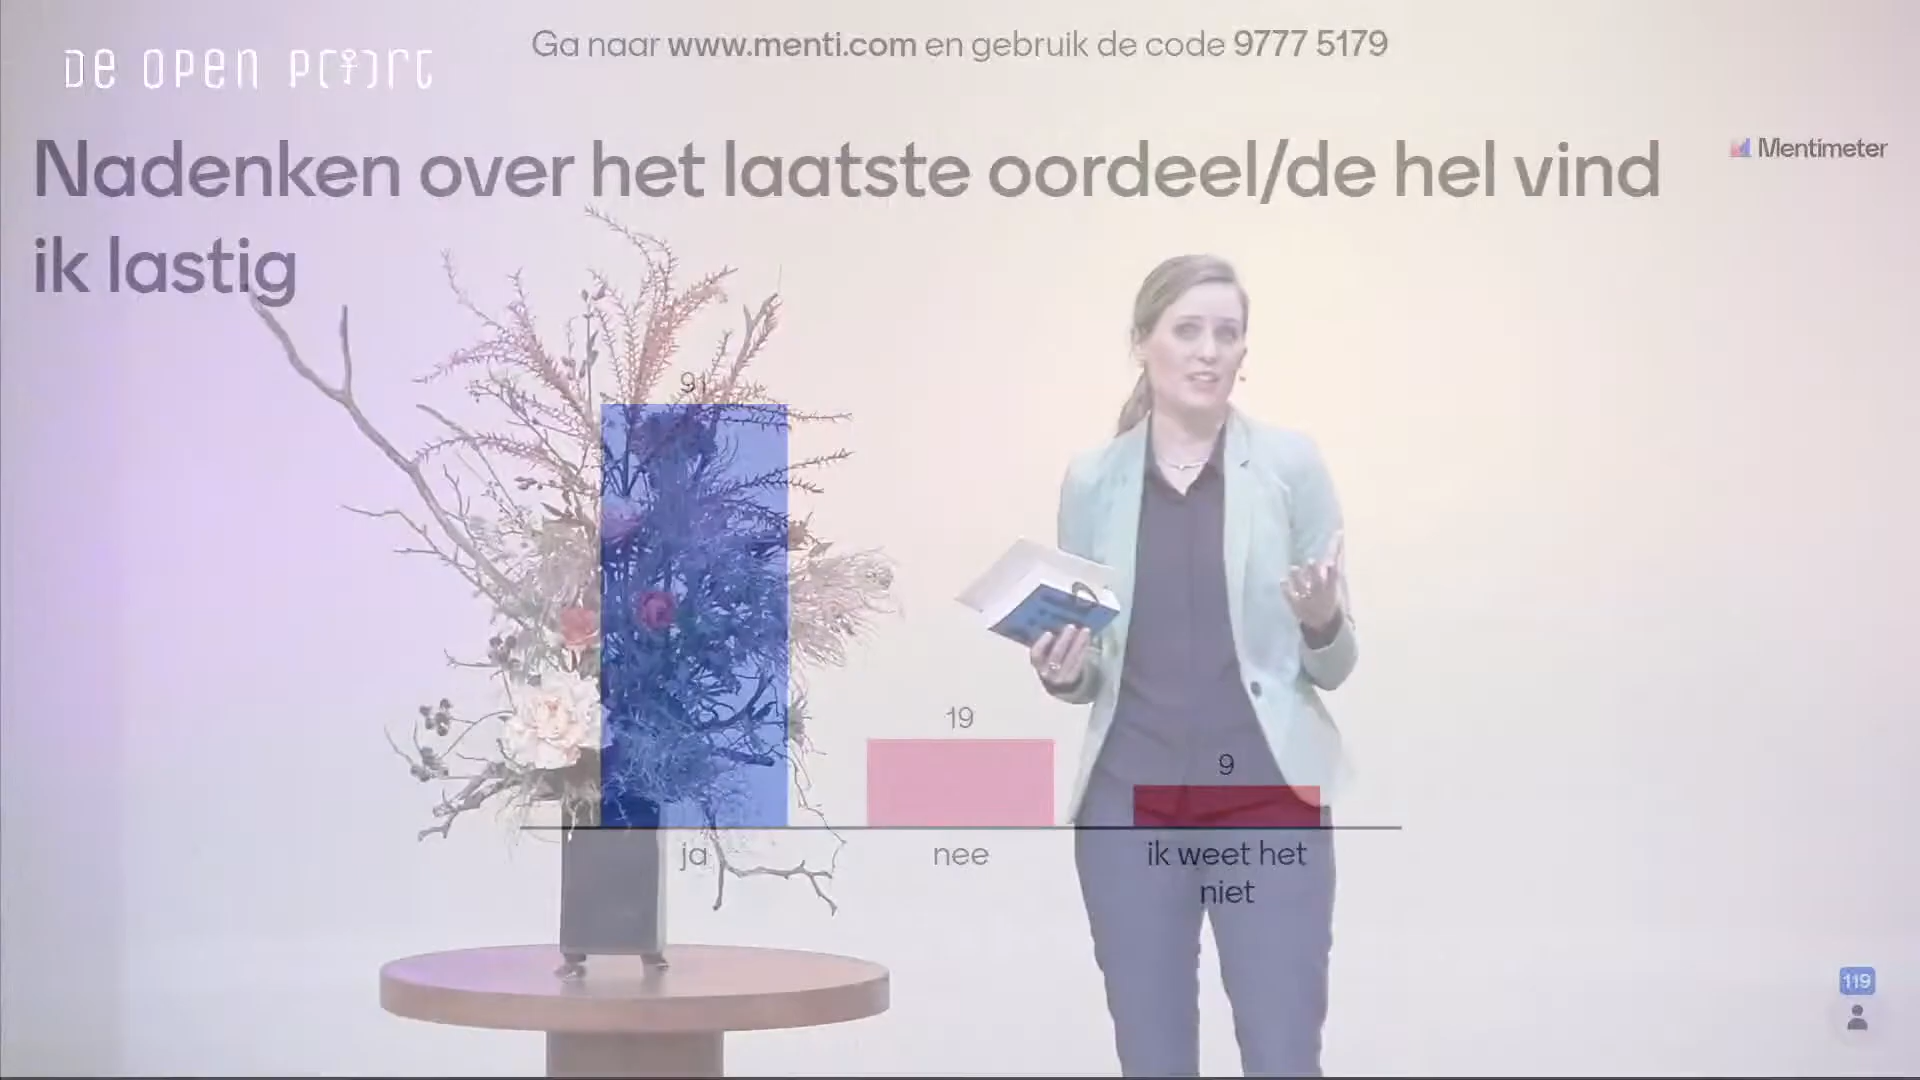 De Open Poort
Ga naar www.menti.com en gebruik de code 9777 5179
Nadenken over het laatste oordeel/de hel vind
ik lastig
Mentimeter
91
19
9
ja
nee
ik weet het
niet
119